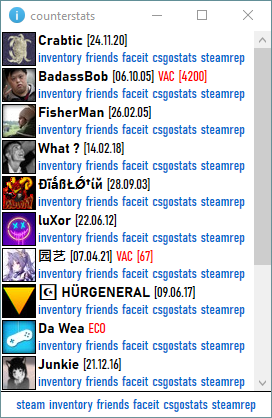 counterstats
Crabtic [24.11.20]
inventory friends faceit csgostats steamrep
BadassBob [06.10.05] VAC [4200]
inventory friends faceit csgostats steamrep
FisherMan [26.02.05]
inventory friends faceit csgostats steamrep
What ? [14.02.18]
inventory friends faceit csgostats steamrep
ÐīåßŁǾ'ίй [28.09.03]
inventory friends faceit csgostats steamrep
luXor [22.06.12]
inventory friends faceit csgostats steamrep
园艺 [07.04.21] VAC [67]
inventory friends faceit csgostats steamrep
[☪] HÜRGENERAL [09.06.17]
inventory friends faceit csgostats steamrep
Da Wea ECO
inventory friends faceit csgostats steamrep
Junkie [21.12.16]
inventory friends faceit csgostats steamrep
steam inventory friends faceit csgostats steamrep